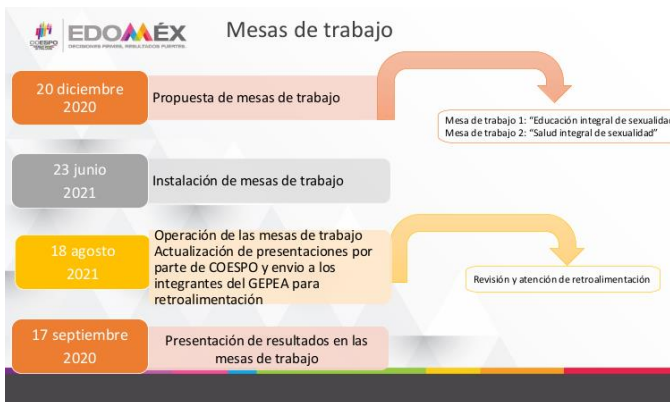 COESPO
EDOMÉX
DECISIONES FIRMES, RESULTADOS FUERTES.
Mesas de trabajo
20 diciembre
2020
Propuesta de mesas de trabajo
Mesa de trabajo 1: “Educación integral de sexualidad
Mesa de trabajo 2: “Salud integral de sexualidad”
23 junio
2021
Instalación de mesas de trabajo
18 agosto
2021
Operación de las mesas de trabajo
Actualización de presentaciones por
parte de COESPO y envio a los
integrantes del GEPEA para
retroalimentación
Revisión y atención de retroalimentación
17 septiembre
2020
Presentación de resultados en las
mesas de trabajo